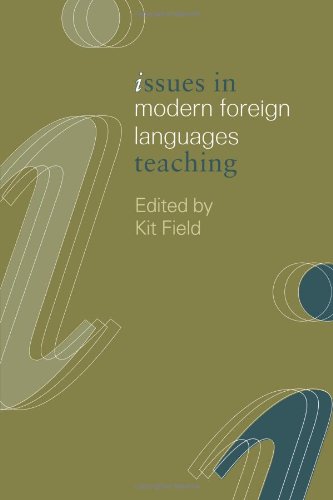 issues in
modern foreign
languages
teaching
Edited by
Kit Field